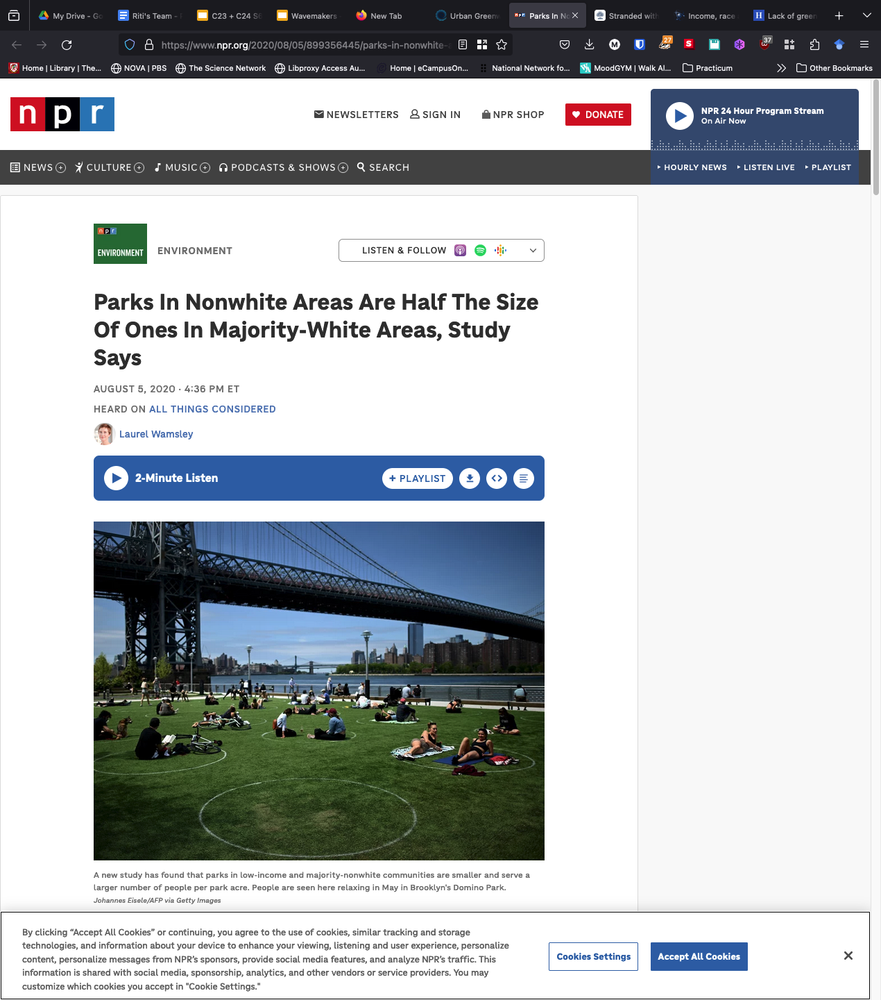 My Drive - Go
Riti's Team -
C23 + C24 S6
Wavemakers
New Tab
Urban Greenw
npr Parks In No
Stranded with
Income, race
H Lack of green
https://www.npr.org/2020/08/05/899356445/parks-in-nonwhite-a
M
27
S
37
Home | Library | The...
NOVA | PBS
The Science Network
Libproxy Access Au...
Home | eCampusOn...
National Network fo...
MoodGYM | Walk Al...
Practicum
Other Bookmarks
npr
NEWSLETTERS
SIGN IN
NPR SHOP
DONATE
NPR 24 Hour Program Stream
On Air Now
NEWS
CULTURE
MUSIC
PODCASTS & SHOWS
SEARCH
HOURLY NEWS
LISTEN LIVE
PLAYLIST
npr
ENVIRONMENT
ENVIRONMENT
LISTEN & FOLLOW
Parks In Nonwhite Areas Are Half The Size
Of Ones In Majority-White Areas, Study
Says
AUGUST 5, 2020 · 4:36 PM ET
HEARD ON ALL THINGS CONSIDERED
Laurel Wamsley
2-Minute Listen
+ PLAYLIST
A new study has found that parks in low-income and majority-nonwhite communities are smaller and serve a
larger number of people per park acre. People are seen here relaxing in May in Brooklyn's Domino Park.
Johannes Eisele/AFP via Getty Images
By clicking “Accept All Cookies” or continuing, you agree to the use of cookies, similar tracking and storage
technologies, and information about your device to enhance your viewing, listening and user experience, personalize
content, personalize messages from NPR’s sponsors, provide social media features, and analyze NPR’s traffic. This
information is shared with social media, sponsorship, analytics, and other vendors or service providers. You may
customize which cookies you accept in "Cookie Settings."
Cookies Settings
Accept All Cookies